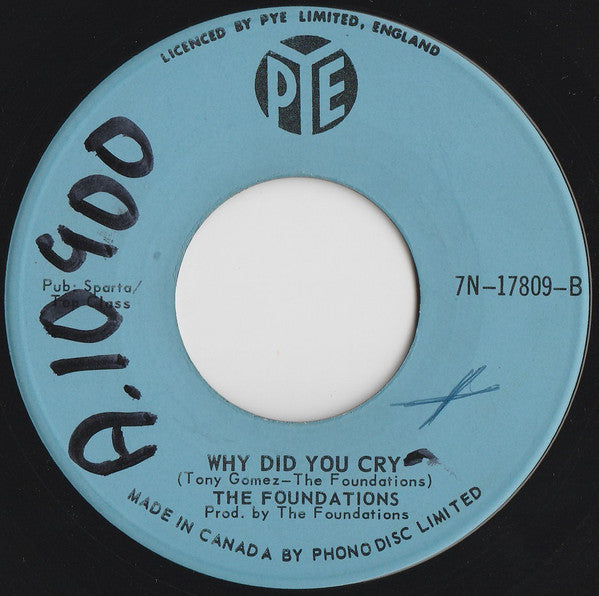 LICENCED BY PYE LIMITED, ENGLAND
PYE
A.10900
Pub: Sparta/
Top Class
7N-17809-B
WHY DID YOU CRY
(Tony Gomez-The Foundations)
THE FOUNDATIONS
Prod. by The Foundations
MADE IN CANADA BY PHONODISC LIMITED